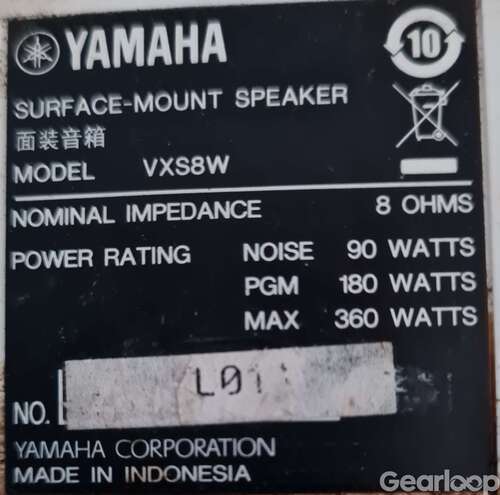 YAMAHA
10
SURFACE-MOUNT SPEAKER
面装音箱
MODEL VXS8W
NOMINAL IMPEDANCE 8 OHMS
POWER RATING NOISE 90 WATTS
PGM 180 WATTS
MAX 360 WATTS
NO.
YAMAHA CORPORATION
MADE IN INDONESIA
Gearloop